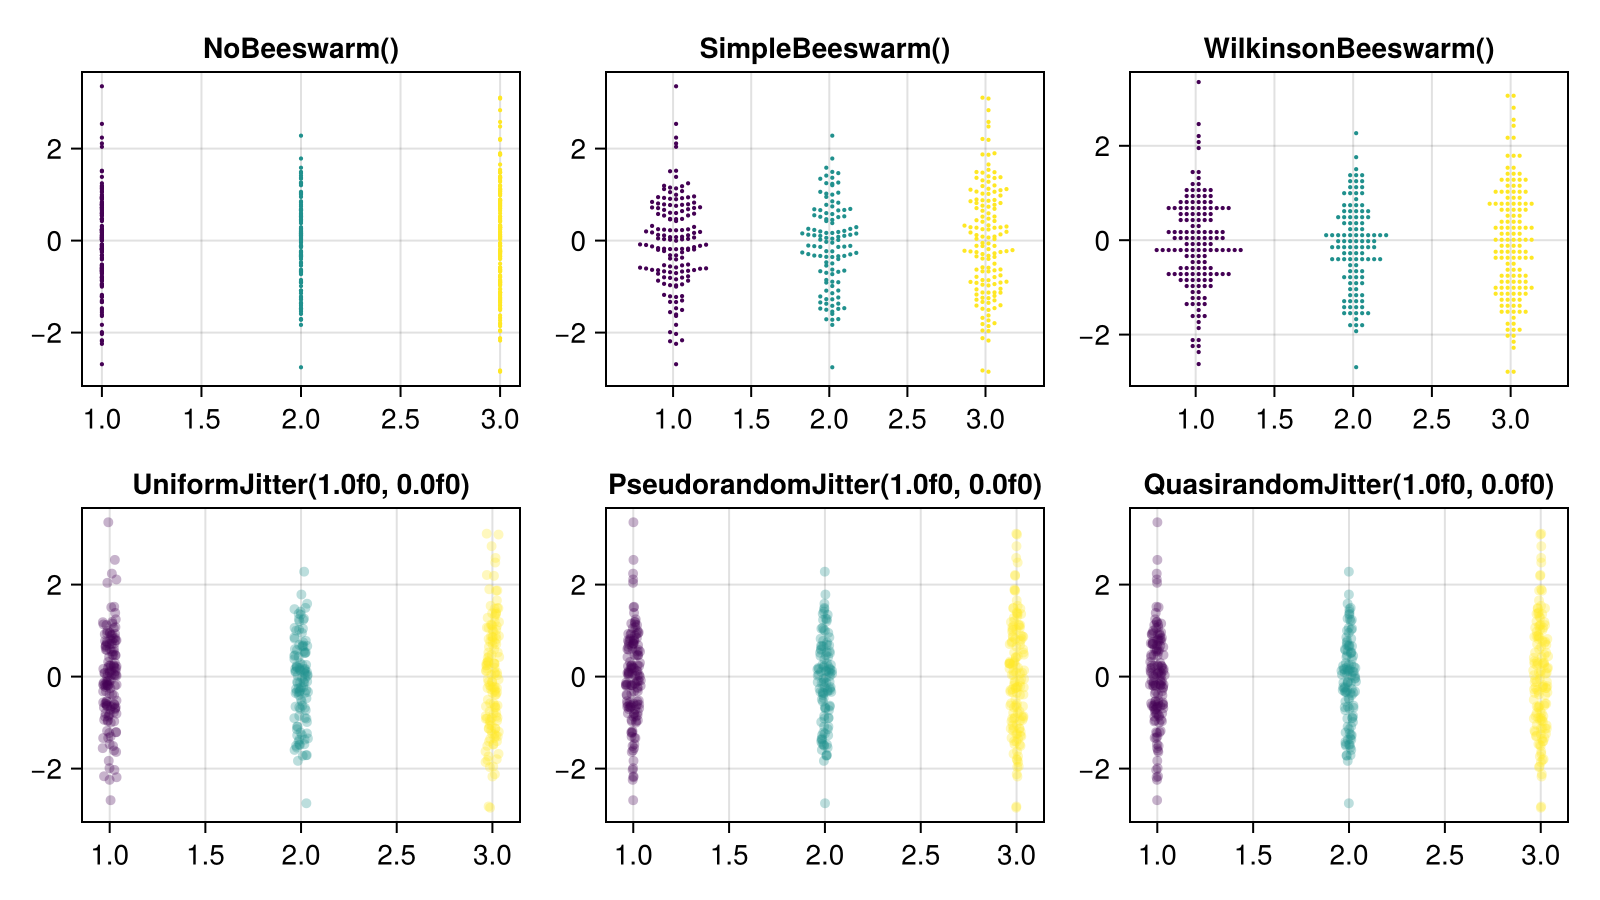 NoBeeswarm()
SimpleBeeswarm()
WilkinsonBeeswarm()
2
0
−2
1.0 1.5 2.0 2.5 3.0
2
0
−2
1.0 1.5 2.0 2.5 3.0
2
0
−2
1.0 1.5 2.0 2.5 3.0
UniformJitter(1.0f0, 0.0f0)
PseudorandomJitter(1.0f0, 0.0f0)
QuasirandomJitter(1.0f0, 0.0f0)
2
0
−2
1.0 1.5 2.0 2.5 3.0
2
0
−2
1.0 1.5 2.0 2.5 3.0
2
0
−2
1.0 1.5 2.0 2.5 3.0